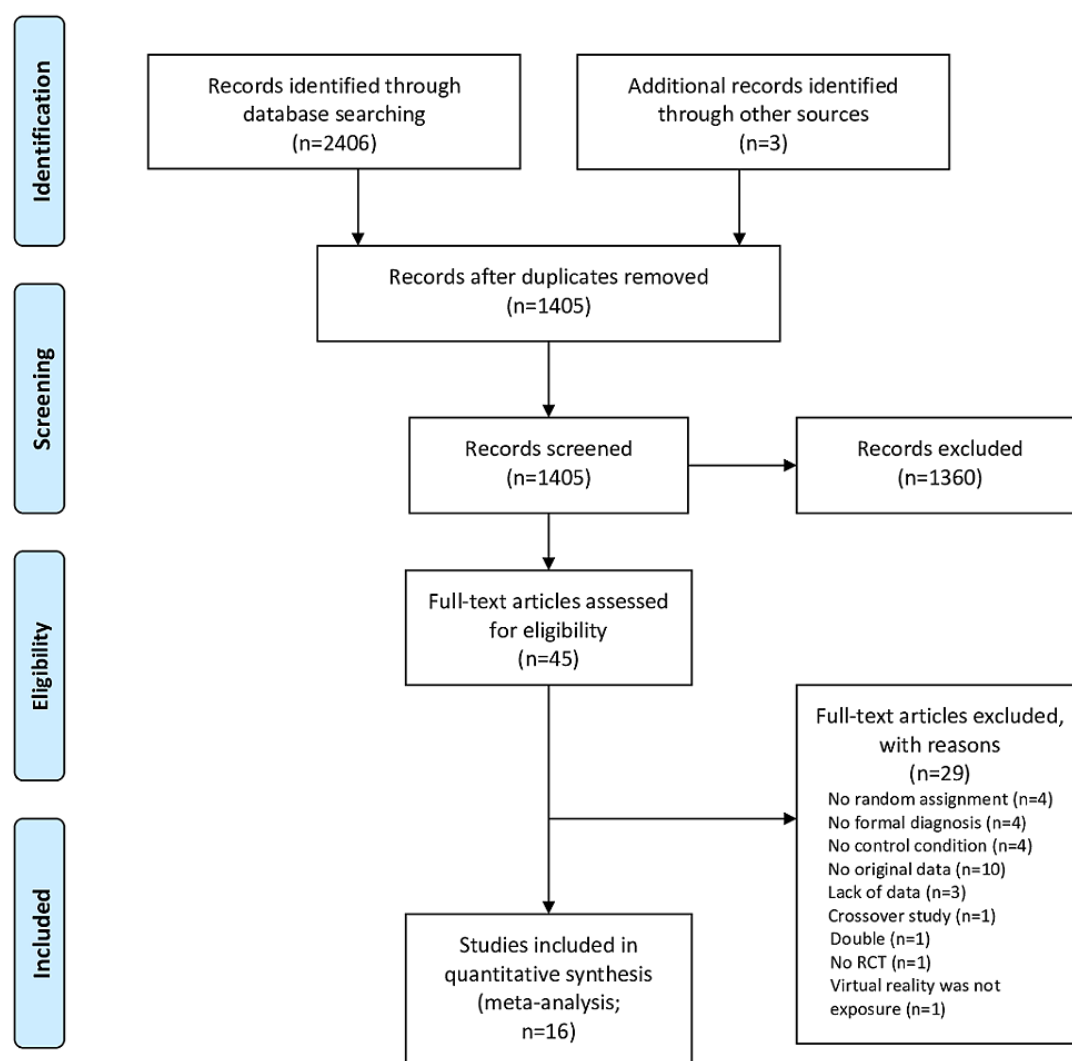 Identification
Records identified through
database searching
(n=2406)
Additional records identified
through other sources
(n=3)
Records after duplicates removed
(n=1405)
Screening
Records screened
(n=1405)
Records excluded
(n=1360)
Eligibility
Full-text articles assessed
for eligibility
(n=45)
Full-text articles excluded,
with reasons
(n=29)
No random assignment (n=4)
No formal diagnosis (n=4)
No control condition (n=4)
No original data (n=10)
Lack of data (n=3)
Crossover study (n=1)
Double (n=1)
No RCT (n=1)
Virtual reality was not
exposure (n=1)
Included
Studies included in
quantitative synthesis
(meta-analysis;
n=16)